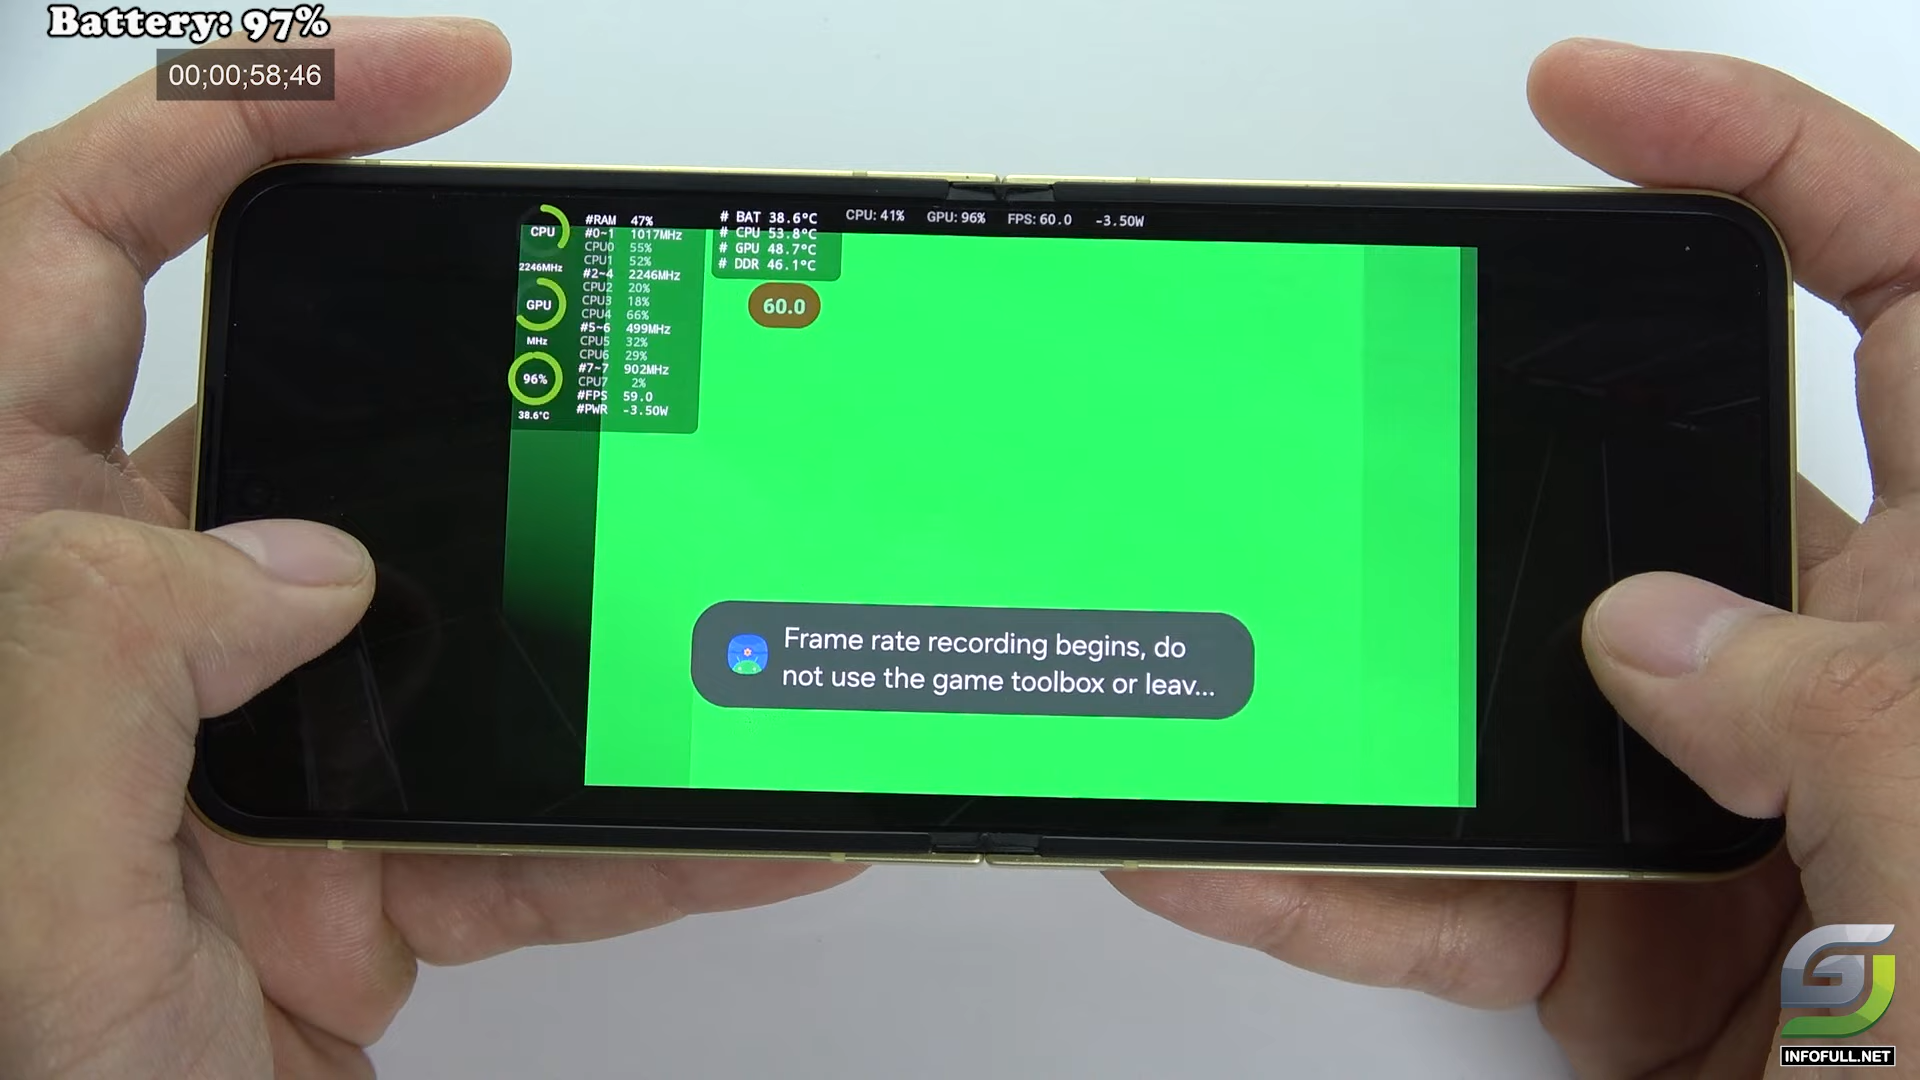 Battery: 97%
00;00;58;46
CPU
2246MHz
GPU
MHz
96%
38.6°C
#RAM 47%
#0~1 1017MHz
CPU0 55%
CPU1 52%
#2~4 2246MHz
CPU2 20%
CPU3 18%
CPU4 66%
#5~6 499MHz
CPU5 32%
CPU6 29%
#7~7 902MHz
CPU7 2%
#FPS 59.0
#PWR -3.50W
# BAT 38.6°C
# CPU 53.8°C
# GPU 48.7°C
# DDR 46.1°C
CPU: 41% GPU: 96% FPS: 60.0 -3.50W
60.0
Frame rate recording begins, do
not use the game toolbox or leav...
INFOFULL.NET